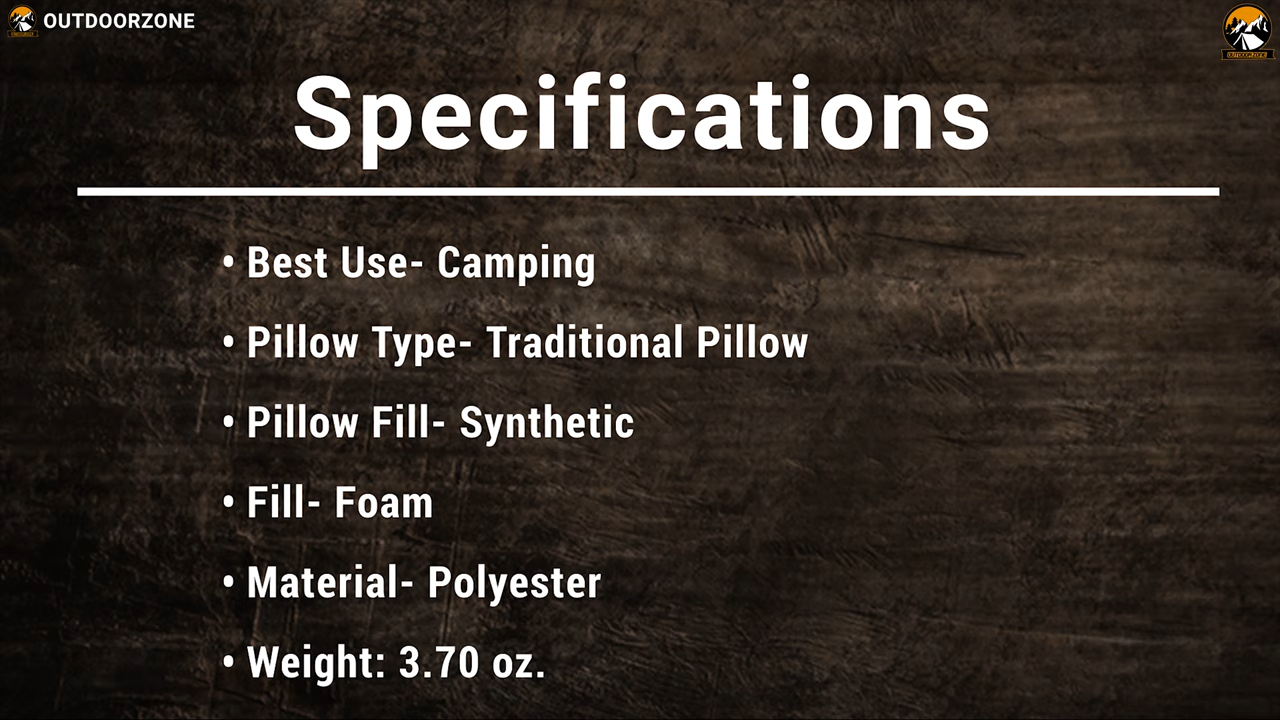 OUTDOORZONE
OUTDOORZONE
Specifications
• Best Use- Camping
• Pillow Type- Traditional Pillow
• Pillow Fill- Synthetic
• Fill- Foam
• Material- Polyester
• Weight: 3.70 oz.